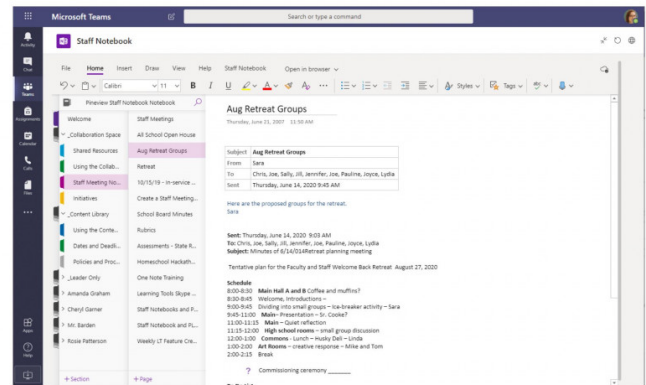 Microsoft Teams
Search or type a command
Activity
Staff Notebook
Chat
File Home Insert Draw View Help Staff Notebook Open in browser
Teams
Calibri 11 B I U Styles Tags
Assignments
Pineview Staff Notebook Notebook
Calendar
Calls
Files
Apps
Help
Welcome
_Collaboration Space
Shared Resources
Using the Collab...
Staff Meeting No...
Initiatives
_Content Library
Using the Conte...
Dates and Deadli...
Policies and Proc...
_Leader Only
Amanda Graham
Cheryl Garner
Mr. Barden
Rosie Patterson
+ Section
Staff Meetings
All School Open House
Aug Retreat Groups
Retreat
10/15/19 - In-service ...
Create a Staff Meeting...
School Board Minutes
Rubrics
Assessments - State R...
Homeschool Hackath...
One Note Training
Learning Tools Skype ...
Staff Notebooks and P...
Staff Notebook and PL...
Weekly LT Feature Cre...
+ Page
Aug Retreat Groups
Thursday, June 21, 2007 11:50 AM
Subject Aug Retreat Groups
From Sara
To Chris, Joe, Sally, Jill, Jennifer, Joe, Pauline, Joyce, Lydia
Sent Thursday, June 14, 2020 9:45 AM
Here are the proposed groups for the retreat.
Sara
Sent: Thursday, June 14, 2020 9:03 AM
To: Chris, Joe, Sally, Jill, Jennifer, Joe, Pauline, Joyce, Lydia
Subject: Minutes of 6/14/014Retreat planning meeting
Tentative plan for the Faculty and Staff Welcome Back Retreat August 27, 2020
Schedule
8:00-8:30 Main Hall A and B Coffee and muffins?
8:30-8:45 Welcome, Introductions –
9:00-9:45 Dividing into small groups – ice-breaker activity – Sara
9:45-11:00 Main– Presentation – Sr. Cooke?
11:00-11:15 Main – Quiet reflection
11:15-12:00 High school rooms – small group discussion
12:00-1:00 Commons - Lunch – Husky Deli – Linda
1:00-2:00 Art Rooms – creative response – Mike and Tom
2:00-2:15 Break
? Commissioning ceremony ________